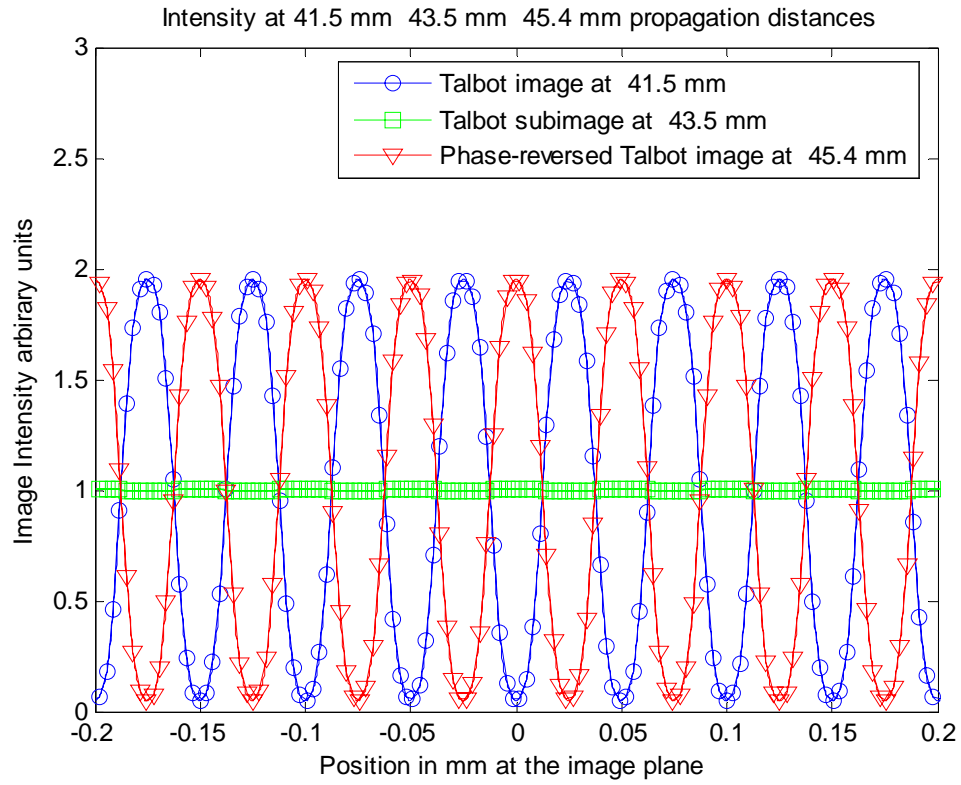 Intensity at 41.5 mm 43.5 mm 45.4 mm propagation distances
3
2.5
2
1.5
1
0.5
0
Image Intensity arbirary units
Talbot image at 41.5 mm
Talbot subimage at 43.5 mm
Phase-reversed Talbot image at 45.4 mm
-0.2 -0.15 -0.1 -0.05 0 0.05 0.1 0.15 0.2
Position in mm at the image plane